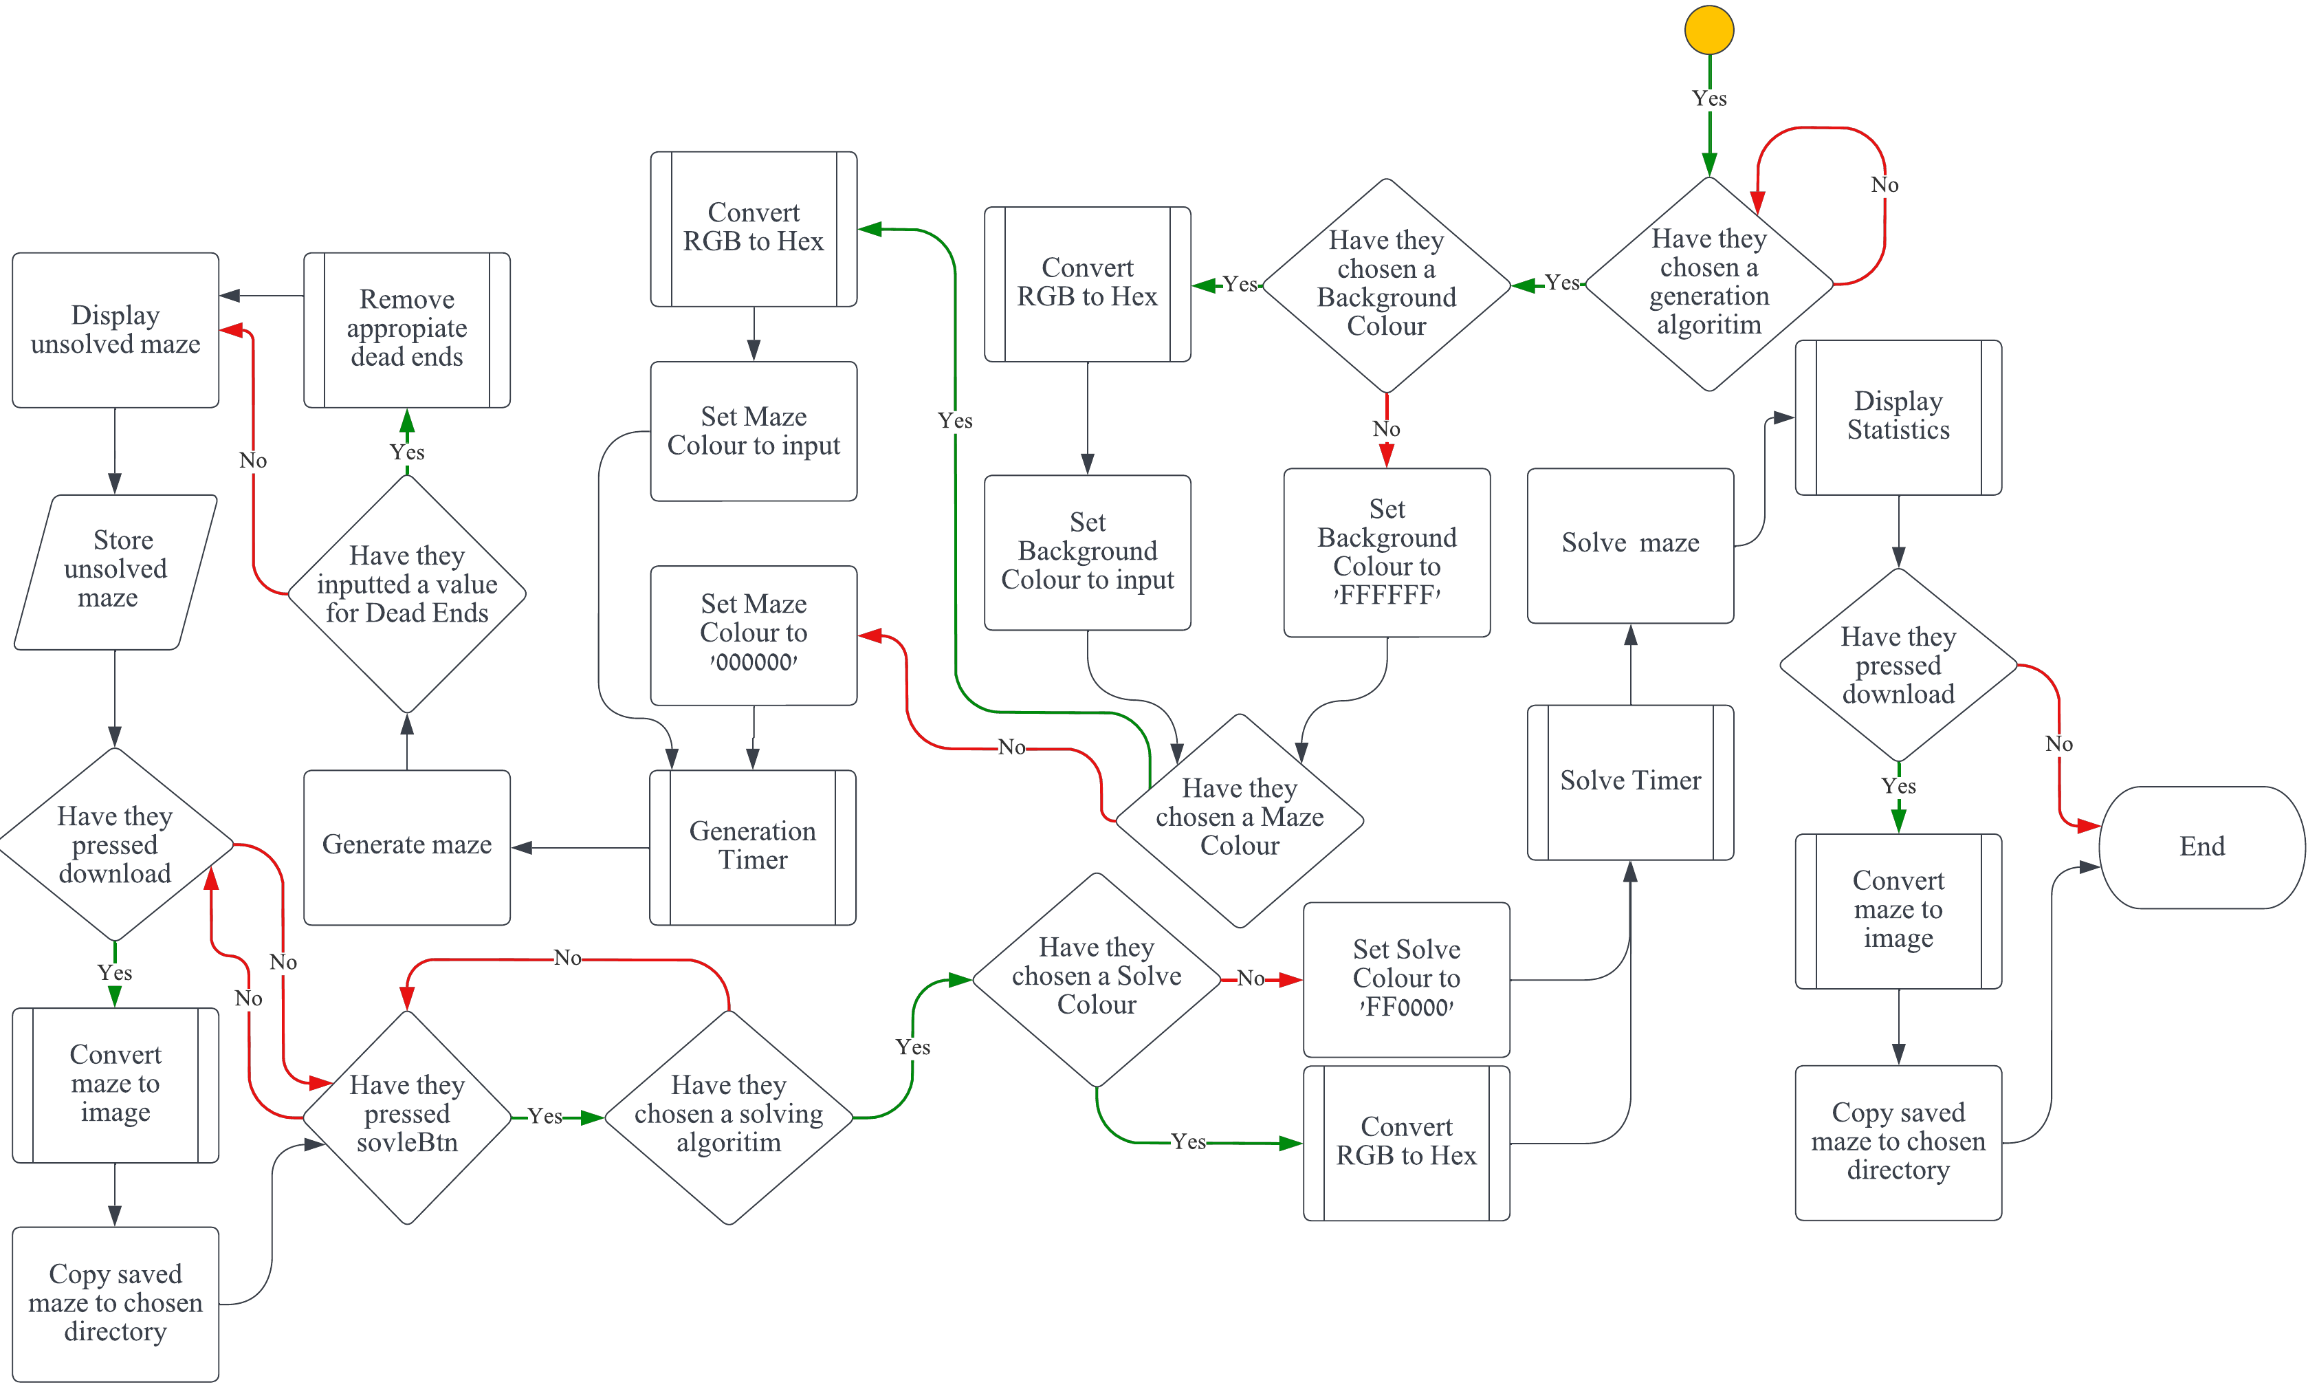 Yes
No
Have they
chosen a
generation
algoritim
Yes
Have they
chosen a
Background
Colour
Yes
Convert
RGB to Hex
No
Set
Background
Colour to input
Set
Background
Colour to
'FFFFFF'
Have they
chosen a Maze
Colour
Yes
No
Convert
RGB to Hex
Set Maze
Colour to input
Set Maze
Colour to
'000000'
Generation
Timer
Generate maze
Have they
inputted a value
for Dead Ends
Yes
No
Remove
appropiate
dead ends
Display
unsolved maze
Store
unsolved
maze
Have they
pressed
download
Yes
No
No
Convert
maze to
image
Copy saved
maze to chosen
directory
Have they
pressed
sovleBtn
Yes
No
Have they
chosen a solving
algoritim
Yes
Have they
chosen a Solve
Colour
No
Yes
Set Solve
Colour to
'FF0000'
Convert
RGB to Hex
Solve Timer
Solve  maze
Display
Statistics
Have they
pressed
download
No
Yes
Convert
maze to
image
Copy saved
maze to chosen
directory
End